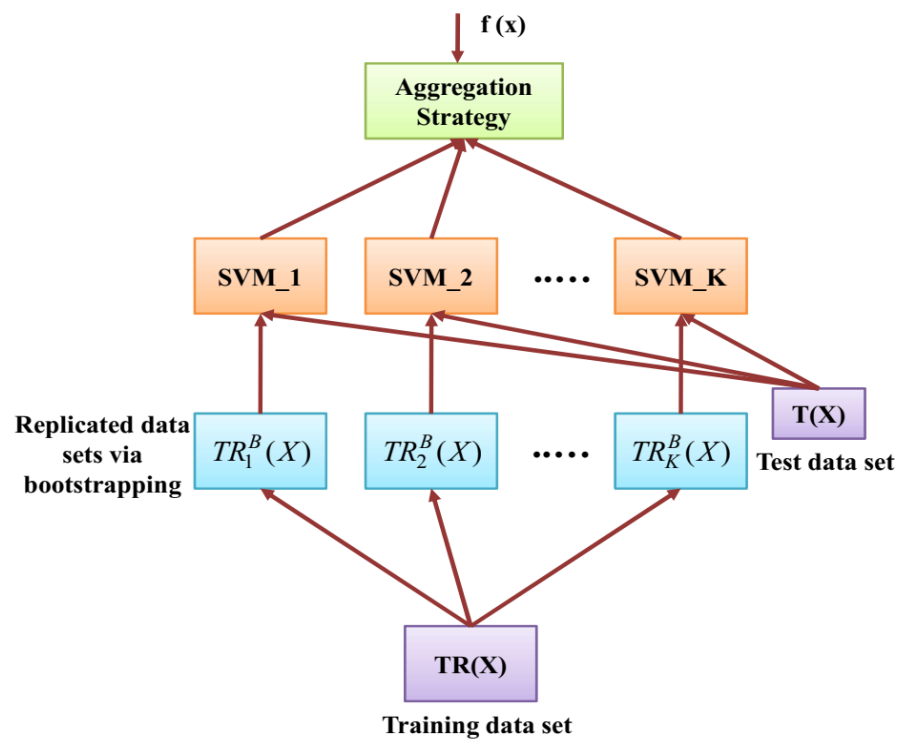 f (x)
Aggregation
Strategy
SVM_1
SVM_2
......
SVM_K
T(X)
Test data set
Replicated data
sets via
bootstrapping
TR₁ᴮ(X)
TR₂ᴮ(X)
......
TR_Kᴮ(X)
TR(X)
Training data set